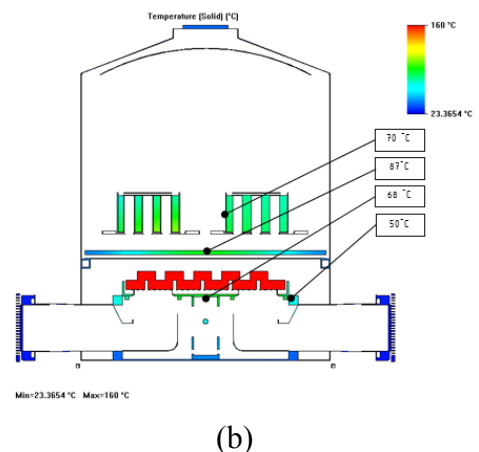 Temperature (Solid) (°C)
160 °C
23.3654 °C
70 °C
87°C
68 °C
50°C
Min=23.3654 °C Max=160 °C
(b)